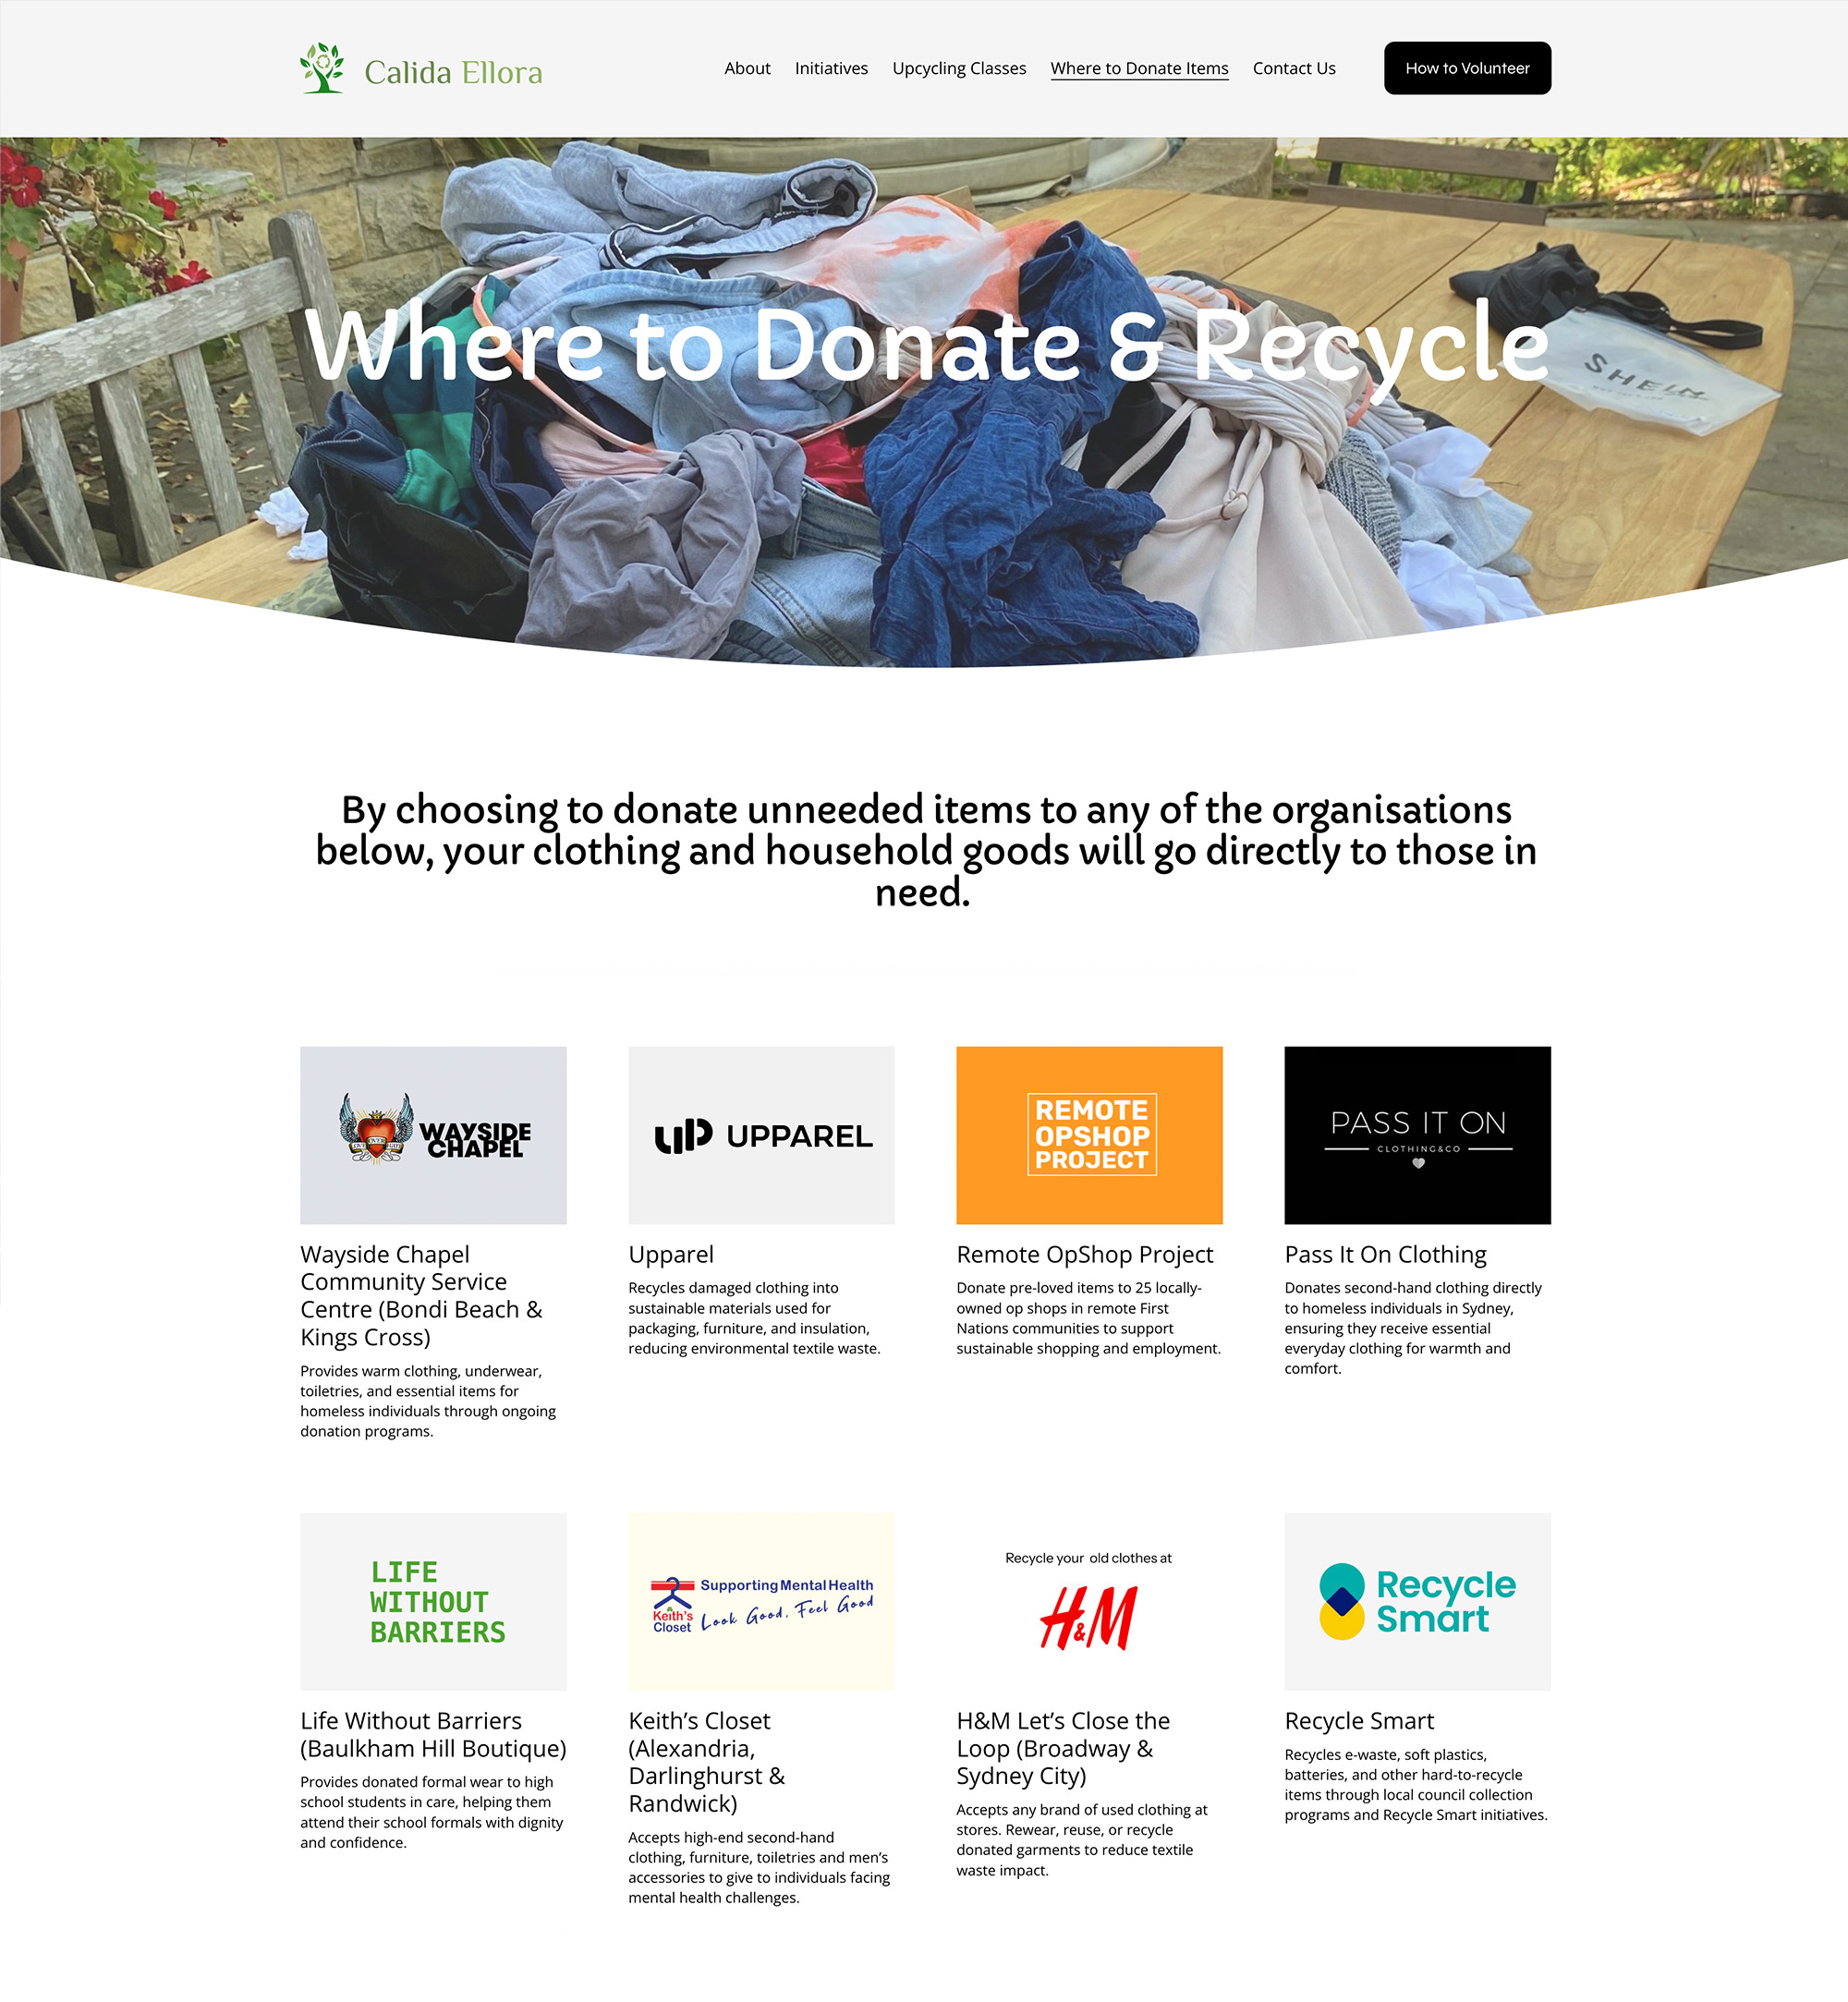 Calida Ellora
About Initiatives Upcycling Classes Where to Donate Items Contact Us How to Volunteer
Where to Donate & Recycle
SHEIN
By choosing to donate unneeded items to any of the organisations
below, your clothing and household goods will go directly to those in
need.
WAYSIDE
CHAPEL
Wayside Chapel
Community Service
Centre (Bondi Beach &
Kings Cross)
Provides warm clothing, underwear,
toiletries, and essential items for
homeless individuals through ongoing
donation programs.
UPPAREL
Upparel
Recycles damaged clothing into
sustainable materials used for
packaging, furniture, and insulation,
reducing environmental textile waste.
REMOTE
OPSHOP
PROJECT
Remote OpShop Project
Donate pre-loved items to 25 locally-
owned op shops in remote First
Nations communities to support
sustainable shopping and employment.
PASS IT ON
CLOTHING&CO
Pass It On Clothing
Donates second-hand clothing directly
to homeless individuals in Sydney,
ensuring they receive essential
everyday clothing for warmth and
comfort.
LIFE
WITHOUT
BARRIERS
Life Without Barriers
(Baulkham Hill Boutique)
Provides donated formal wear to high
school students in care, helping them
attend their school formals with dignity
and confidence.
Keith's
Closet
Supporting Mental Health
Look Good, Feel Good
Keith’s Closet
(Alexandria,
Darlinghurst &
Randwick)
Accepts high-end second-hand
clothing, furniture, toiletries and men’s
accessories to give to individuals facing
mental health challenges.
Recycle your old clothes at
H&M
H&M Let’s Close the
Loop (Broadway &
Sydney City)
Accepts any brand of used clothing at
stores. Rewear, reuse, or recycle
donated garments to reduce textile
waste impact.
Recycle
Smart
Recycle Smart
Recycles e-waste, soft plastics,
batteries, and other hard-to-recycle
items through local council collection
programs and Recycle Smart initiatives.